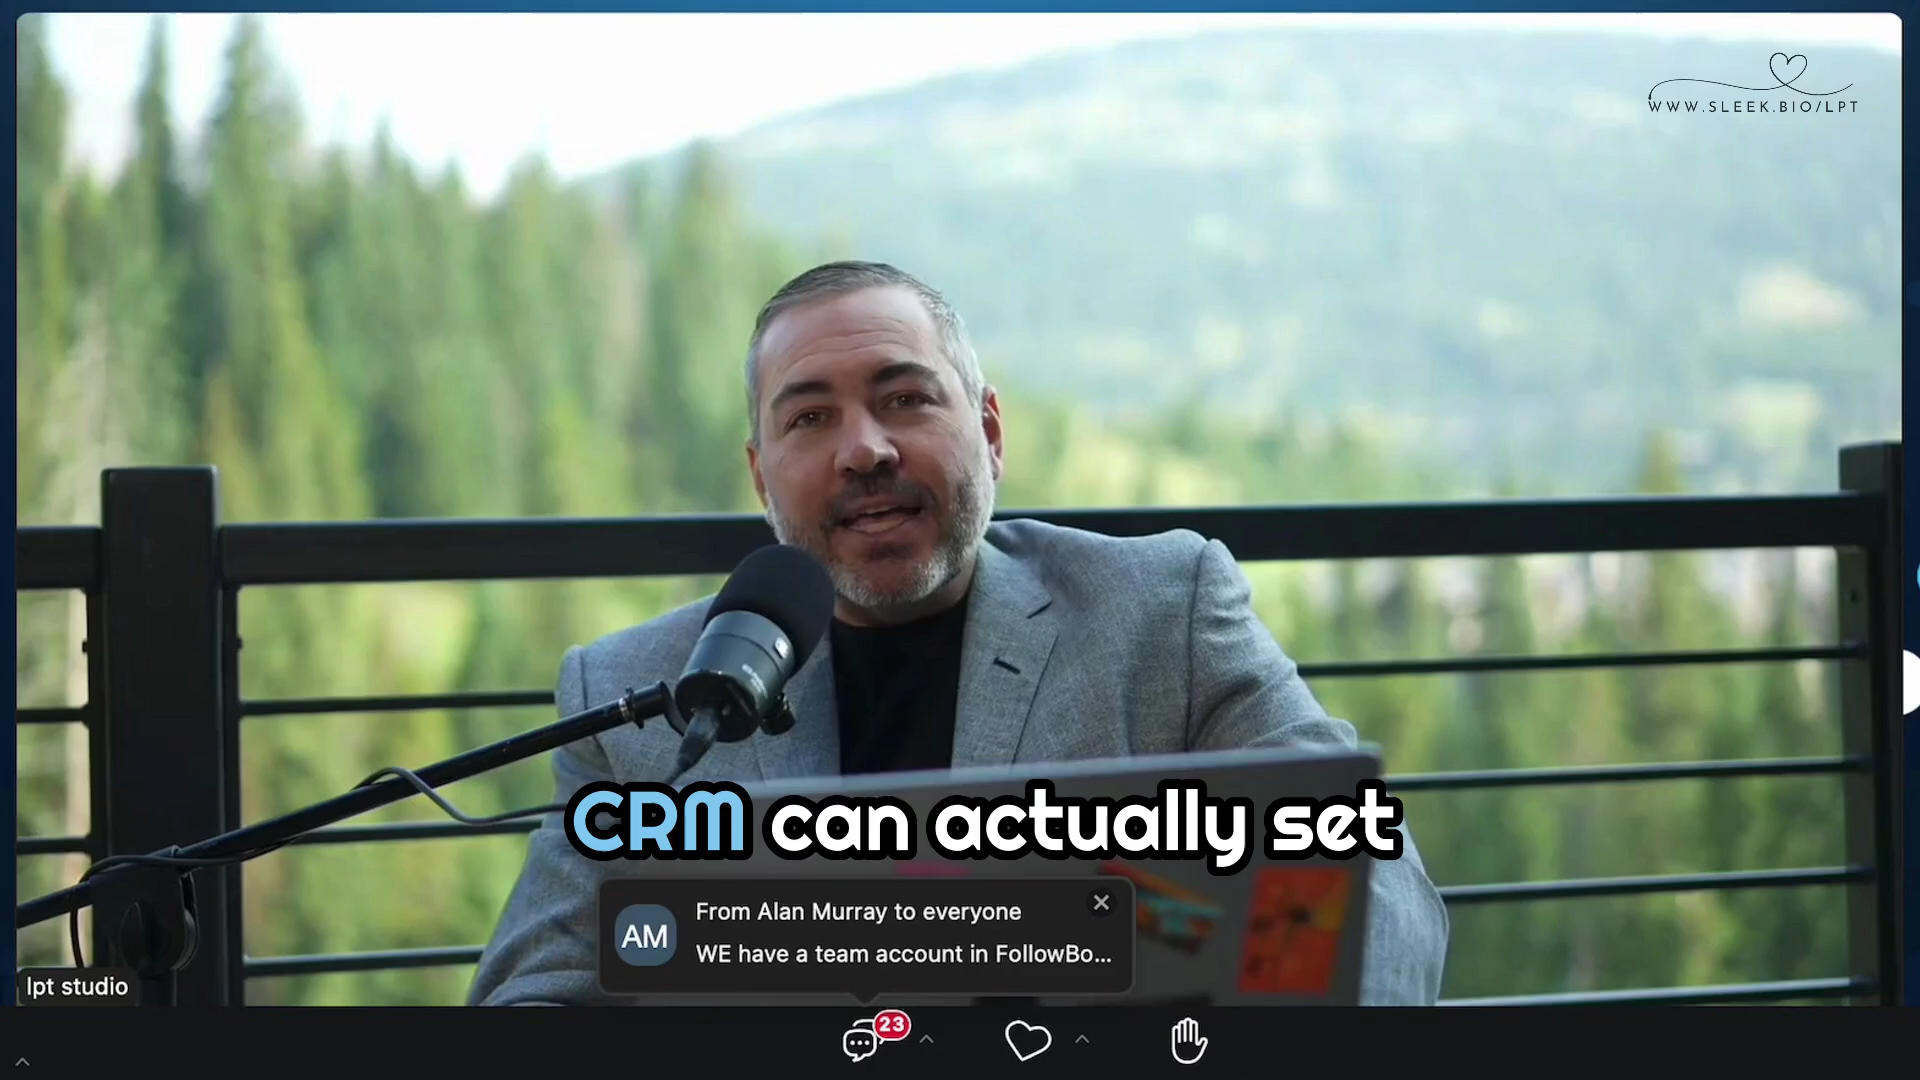 WWW.SLEEK.BIO/LPT
CRM can actually set
From Alan Murray to everyone
AM
WE have a team account in FollowBo...
lpt studio
23